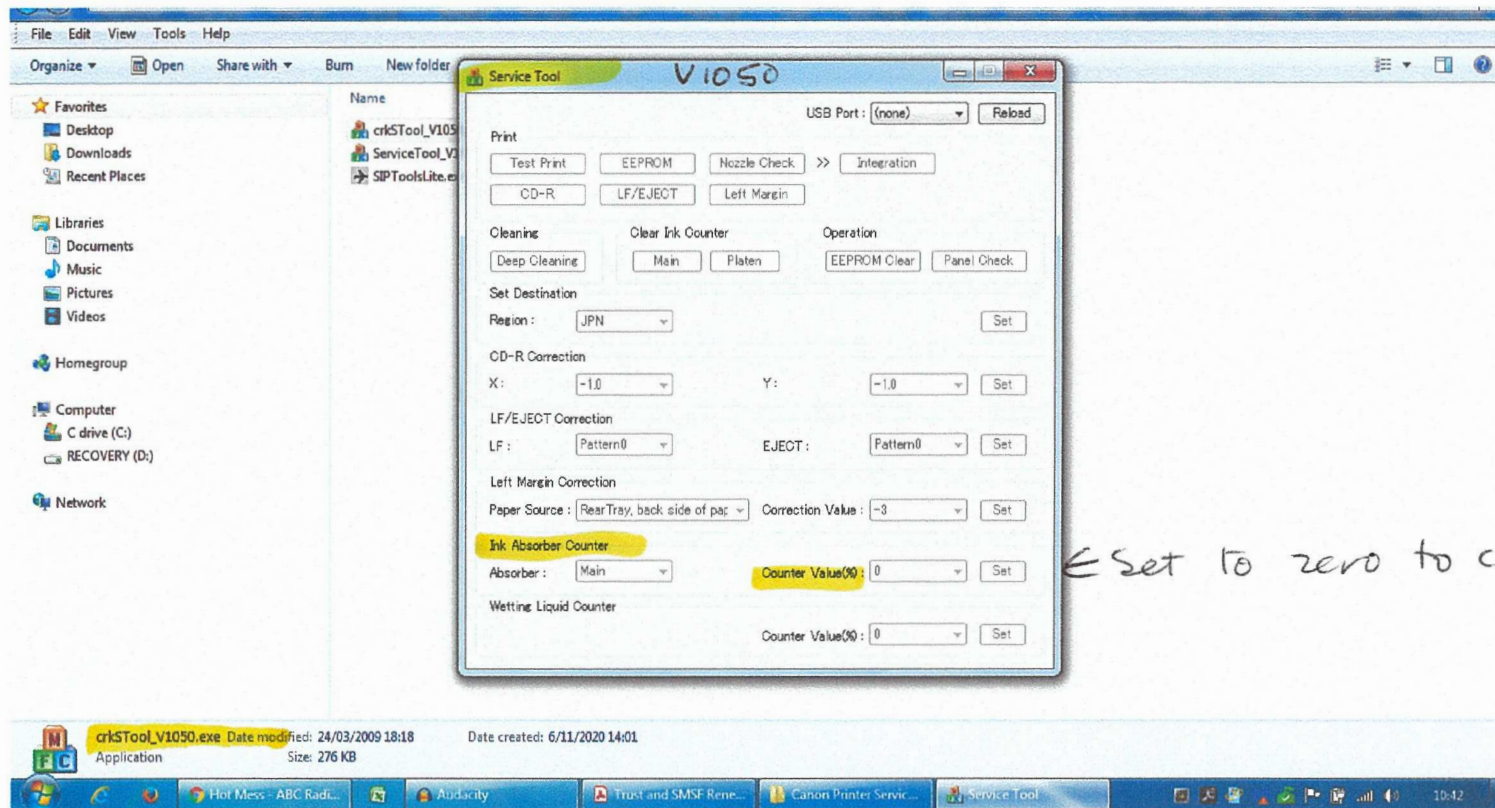 File Edit View Tools Help
Organize Open Share with Burn New folder
Favorites
Desktop
Downloads
Recent Places
Libraries
Documents
Music
Pictures
Videos
Homegroup
Computer
C drive (C:)
RECOVERY (D:)
Network
Name
crkSTool_V105
ServiceTool_V1
SIPToolsLite.e
Service Tool V1050
USB Port : (none) Reload
Print
Test Print EEPROM Nozzle Check >> Integration
CD-R LF/EJECT Left Margin
Cleaning Clear Ink Counter Operation
Deep Cleaning Main Platen EEPROM Clear Panel Check
Set Destination
Region : JPN Set
CD-R Correction
X : -1.0 Y : -1.0 Set
LF/EJECT Correction
LF : Pattern0 EJECT : Pattern0 Set
Left Margin Correction
Paper Source : RearTray, back side of pap Correction Value : -3 Set
Ink Absorber Counter
Absorber : Main Counter Value(%) : 0 Set ← Set to zero to c
Wetting Liquid Counter
Counter Value(%) : 0 Set
crkSTool_V1050.exe Date modified: 24/03/2009 18:18 Date created: 6/11/2020 14:01
Application Size: 276 KB
MFC
Hot Mess - ABC Radi... Audacity Trust and SMSF Rene... Canon Printer Servic... Service Tool 10:42